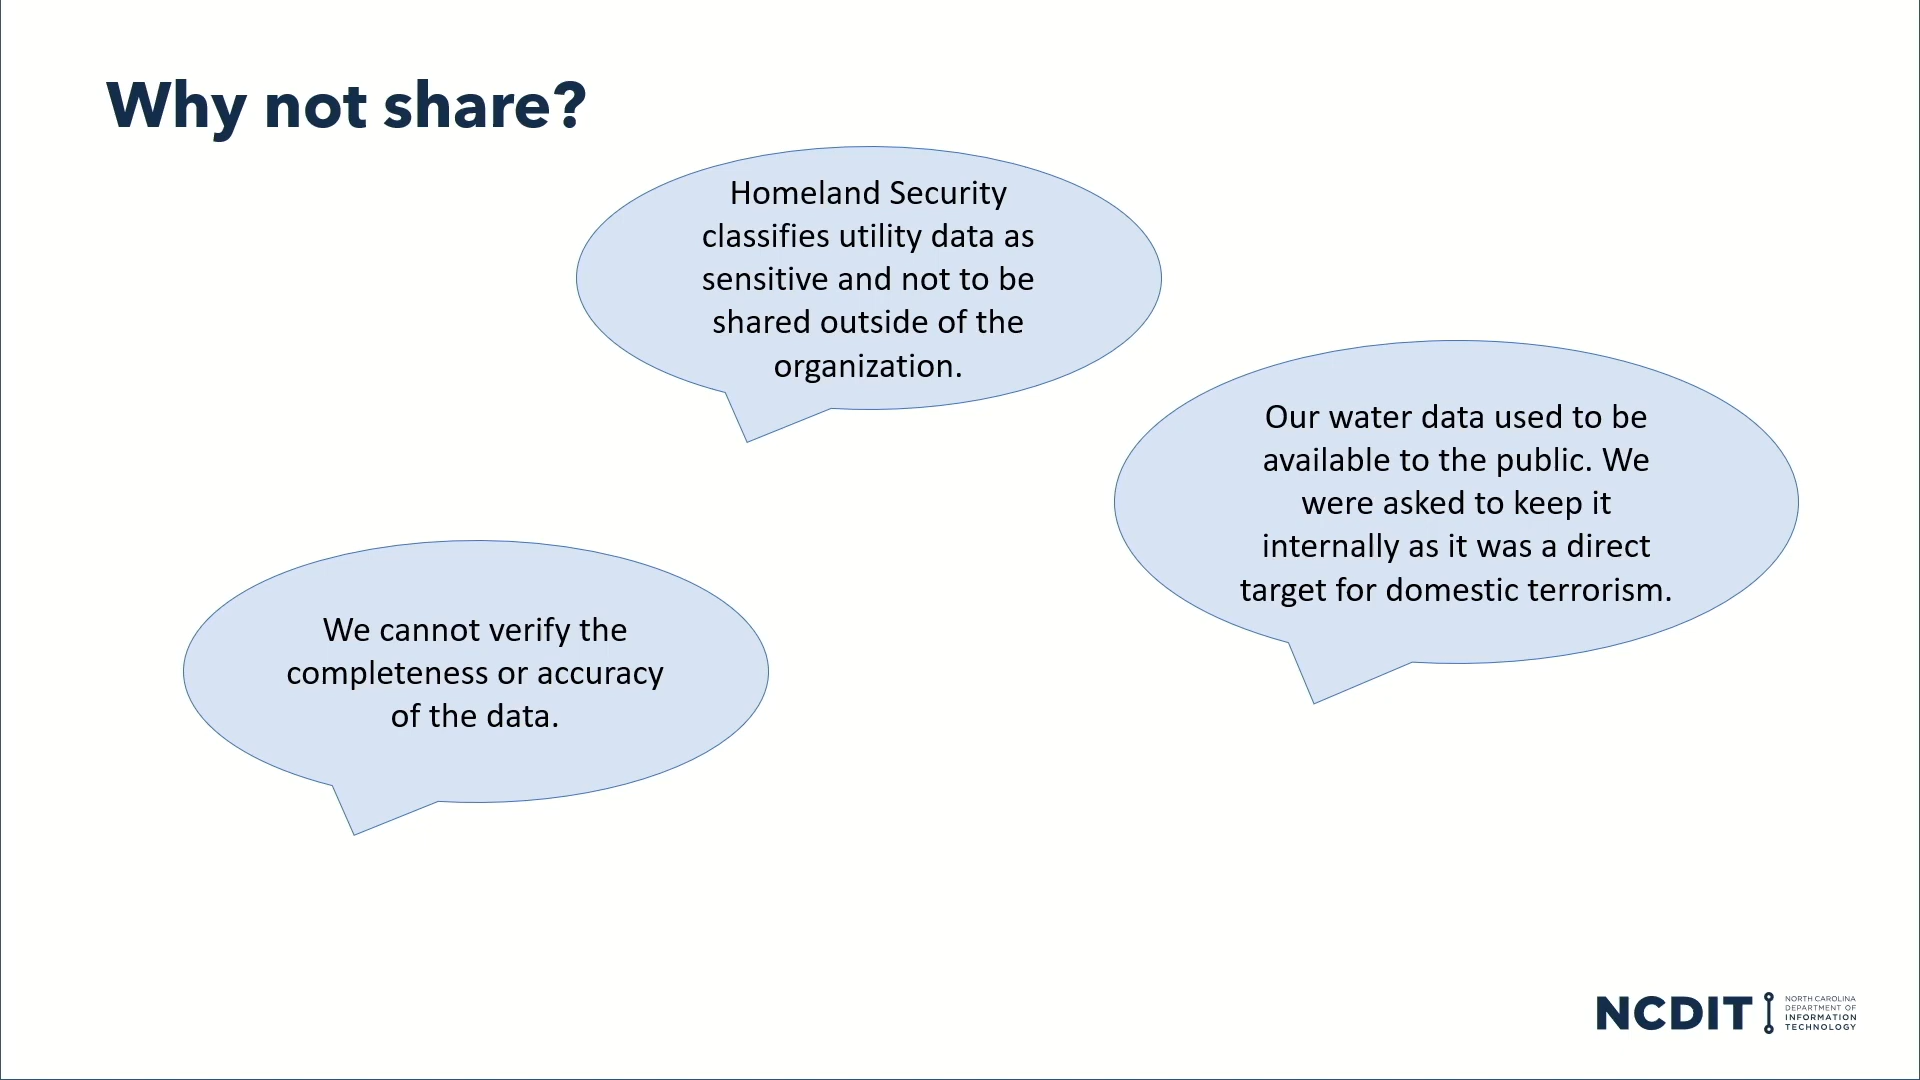 Why not share?
Homeland Security
classifies utility data as
sensitive and not to be
shared outside of the
organization.
Our water data used to be
available to the public. We
were asked to keep it
internally as it was a direct
target for domestic terrorism.
We cannot verify the
completeness or accuracy
of the data.
NCDIT
NORTH CAROLINA
DEPARTMENT OF
INFORMATION
TECHNOLOGY